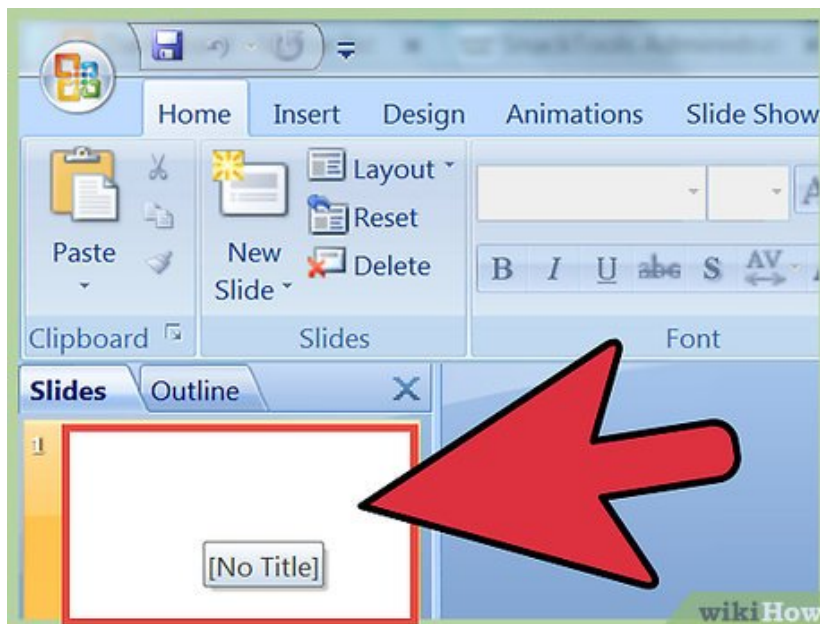 Home Insert Design Animations Slide Show
Layout
Reset
Paste New Slide Delete
B I U abe S AV
Clipboard Slides Font
Slides Outline
1
[No Title]
wikiHow